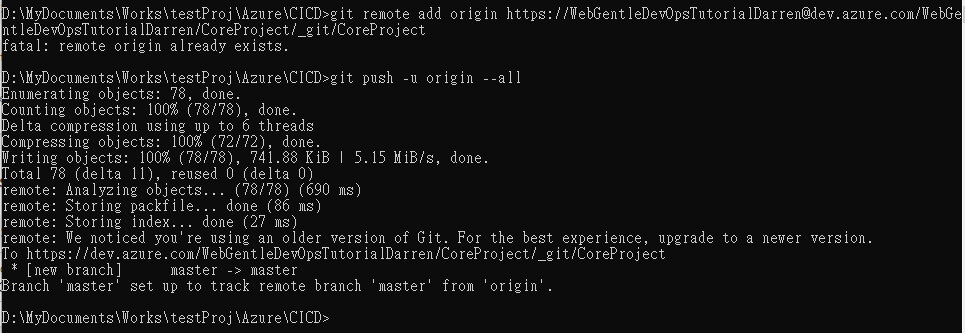 D:\MyDocuments\Works\testProj\Azure\CICD>git remote add origin https://WebGentleDevOpsTutorialDarren@dev.azure.com/WebGe
ntleDevOpsTutorialDarren/CoreProject/_git/CoreProject
fatal: remote origin already exists.
D:\MyDocuments\Works\testProj\Azure\CICD>git push -u origin --all
Enumerating objects: 78, done.
Counting objects: 100% (78/78), done.
Delta compression using up to 6 threads
Compressing objects: 100% (72/72), done.
Writing objects: 100% (78/78), 741.88 KiB | 5.15 MiB/s, done.
Total 78 (delta 11), reused 0 (delta 0)
remote: Analyzing objects... (78/78) (690 ms)
remote: Storing packfile... done (86 ms)
remote: Storing index... done (27 ms)
remote: We noticed you're using an older version of Git. For the best experience, upgrade to a newer version.
To https://dev.azure.com/WebGentleDevOpsTutorialDarren/CoreProject/_git/CoreProject
 * [new branch]      master -> master
Branch 'master' set up to track remote branch 'master' from 'origin'.
D:\MyDocuments\Works\testProj\Azure\CICD>